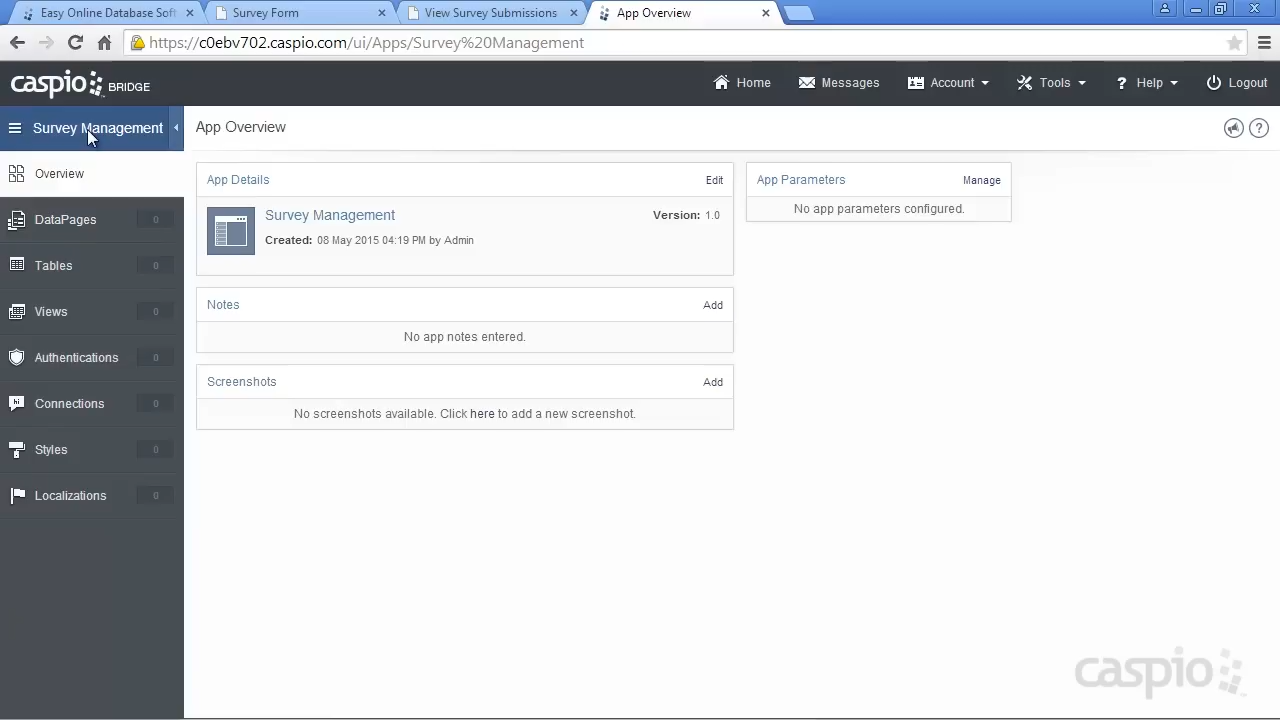 Easy Online Database Soft
Survey Form
View Survey Submissions
App Overview
https://c0ebv702.caspio.com/ui/Apps/Survey%20Management
caspio BRIDGE
Home
Messages
Account
Tools
? Help
Logout
Survey Management
App Overview
?
Overview
DataPages 0
Tables 0
Views 0
Authentications 0
Connections 0
Styles 0
Localizations 0
App Details
Edit
Survey Management
Version: 1.0
Created: 08 May 2015 04:19 PM by Admin
App Parameters
Manage
No app parameters configured.
Notes
Add
No app notes entered.
Screenshots
Add
No screenshots available. Click here to add a new screenshot.
caspio